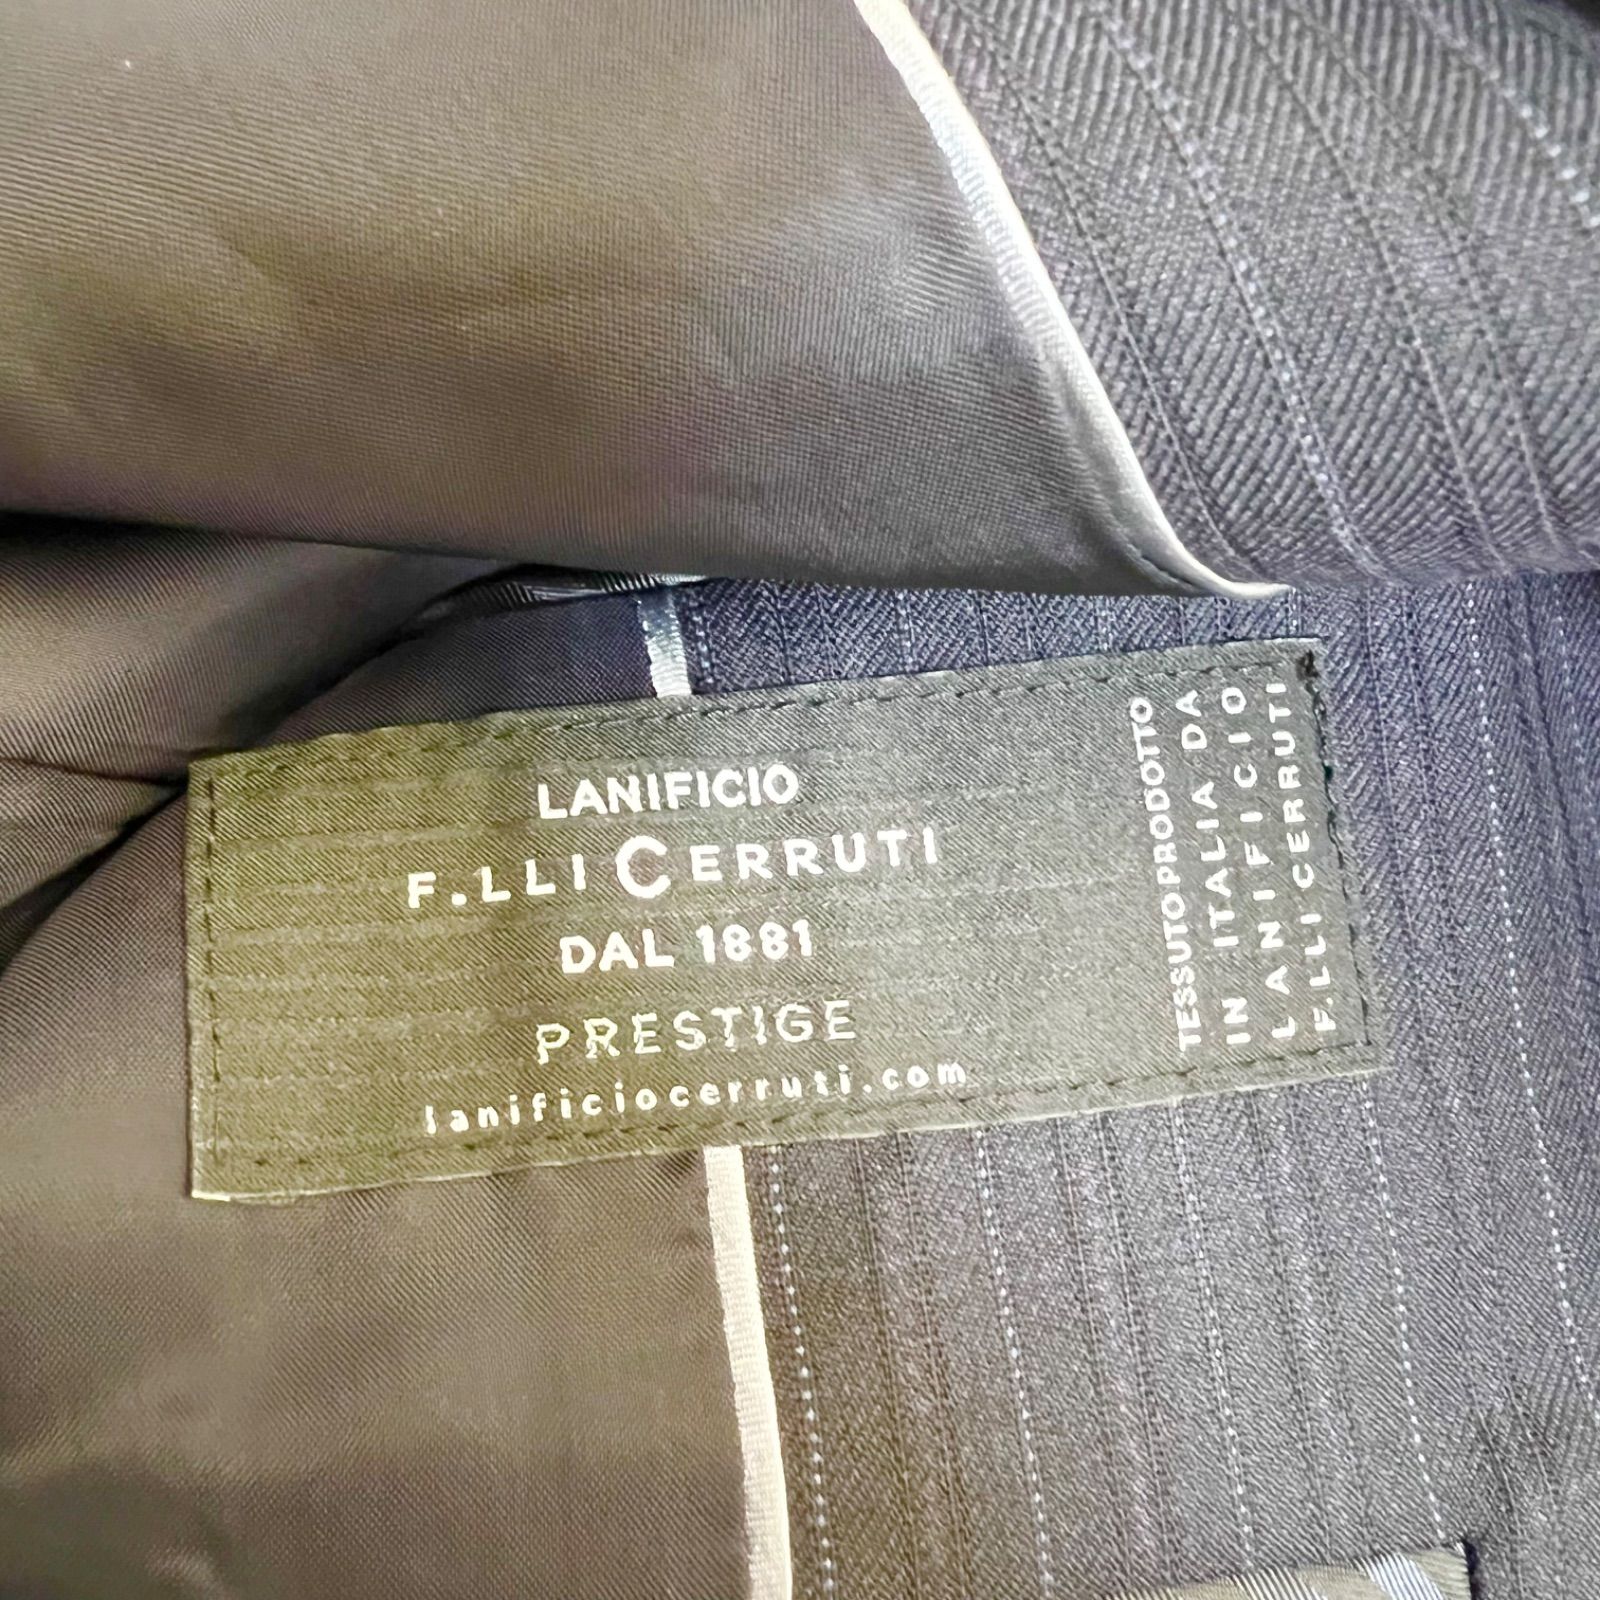 LANIFICIO
F.LLI CERRUTI
DAL 1881
PRESTIGE
lanificiocerruti.com
TESSUTO PRODOTTO
IN ITALIA DA
LANIFICIO
F.LLI CERRUTI